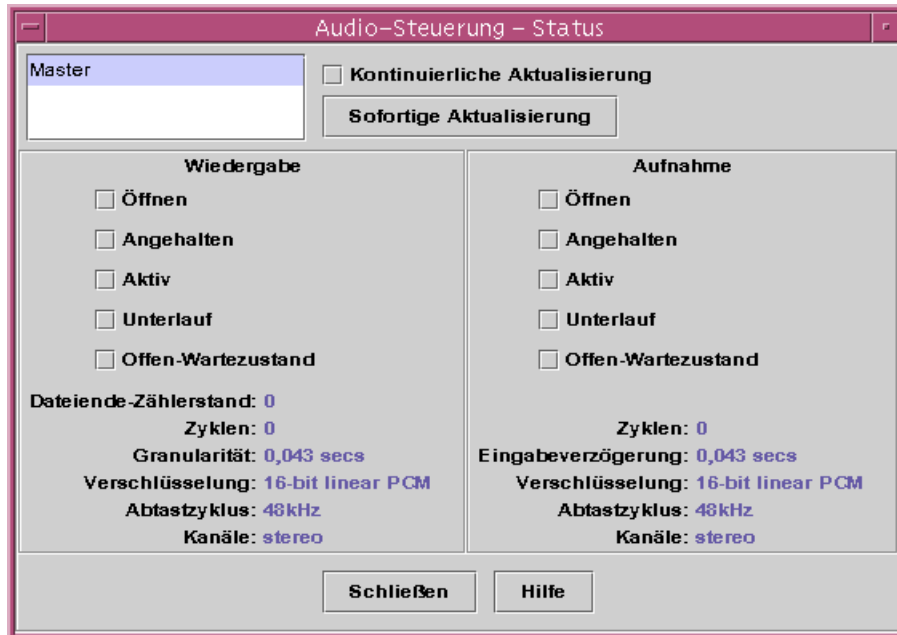 Audio-Steuerung - Status
Master
Kontinuierliche Aktualisierung
Sofortige Aktualisierung
Wiedergabe
Öffnen
Angehalten
Aktiv
Unterlauf
Offen-Wartezustand
Dateiende-Zählerstand: 0
Zyklen: 0
Granularität: 0,043 secs
Verschlüsselung: 16-bit linear PCM
Abtastzyklus: 48kHz
Kanäle: stereo
Aufnahme
Öffnen
Angehalten
Aktiv
Unterlauf
Offen-Wartezustand
Zyklen: 0
Eingabeverzögerung: 0,043 secs
Verschlüsselung: 16-bit linear PCM
Abtastzyklus: 48kHz
Kanäle: stereo
Schließen
Hilfe